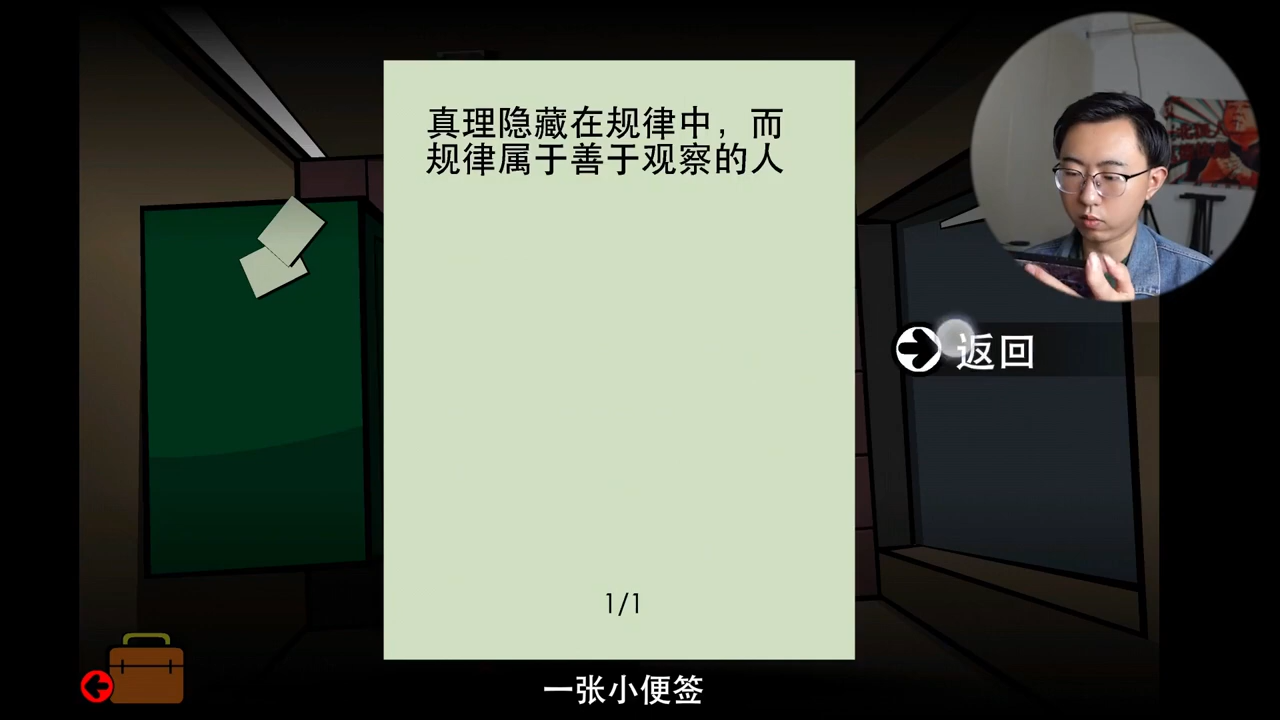 真理隐藏在规律中，而
规律属于善于观察的人
返回
1/1
一张小便签